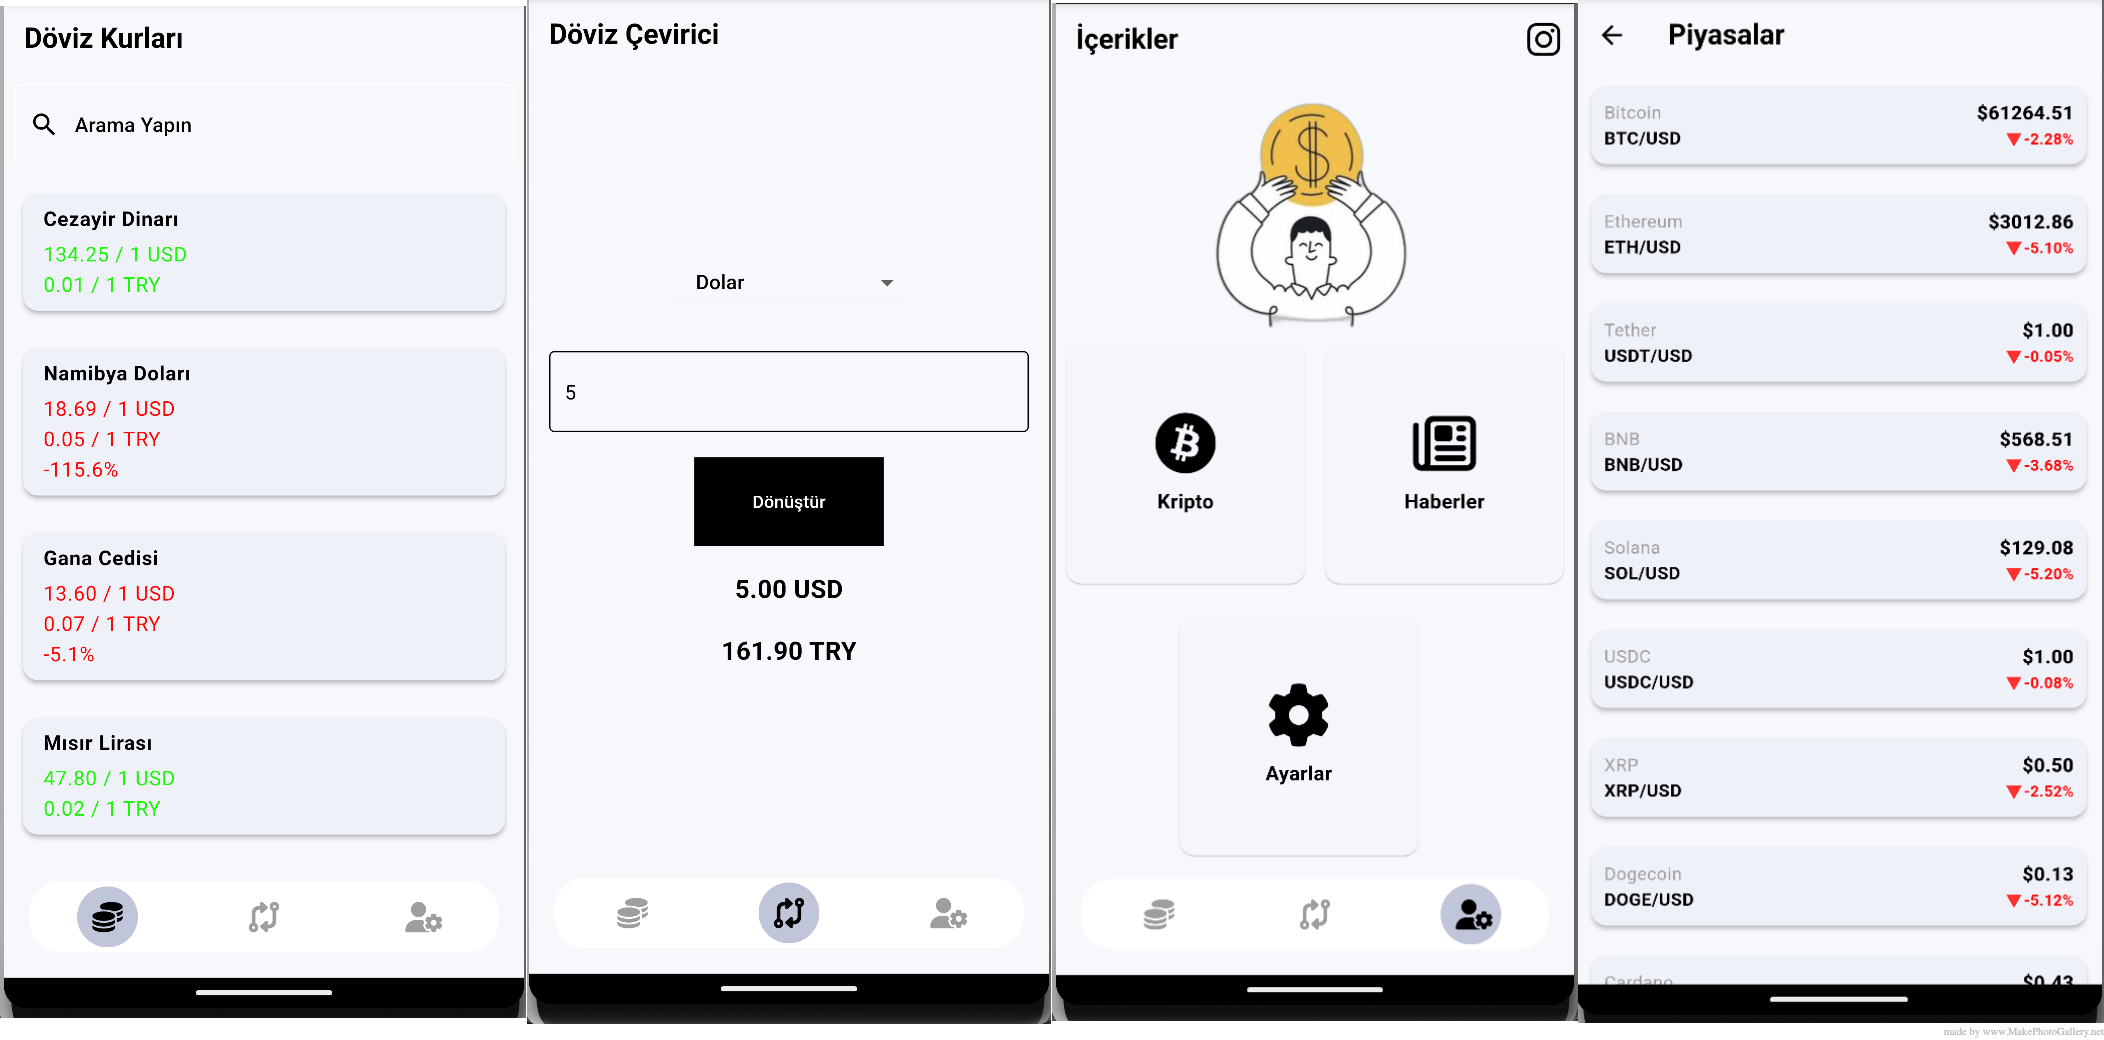 Döviz Kurları
Arama Yapın
Cezayir Dinarı
134.25 / 1 USD
0.01 / 1 TRY
Namibya Doları
18.69 / 1 USD
0.05 / 1 TRY
-115.6%
Gana Cedisi
13.60 / 1 USD
0.07 / 1 TRY
-5.1%
Mısır Lirası
47.80 / 1 USD
0.02 / 1 TRY
Döviz Çevirici
Dolar
5
Dönüştür
5.00 USD
161.90 TRY
İçerikler
Kripto
Haberler
Ayarlar
Piyasalar
Bitcoin
$61264.51
BTC/USD
▼-2.28%
Ethereum
$3012.86
ETH/USD
▼-5.10%
Tether
$1.00
USDT/USD
▼-0.05%
BNB
$568.51
BNB/USD
▼-3.68%
Solana
$129.08
SOL/USD
▼-5.20%
USDC
$1.00
USDC/USD
▼-0.08%
XRP
$0.50
XRP/USD
▼-2.52%
Dogecoin
$0.13
DOGE/USD
▼-5.12%
Cardano
$0.43
made by www.MakePhotoGallery.net